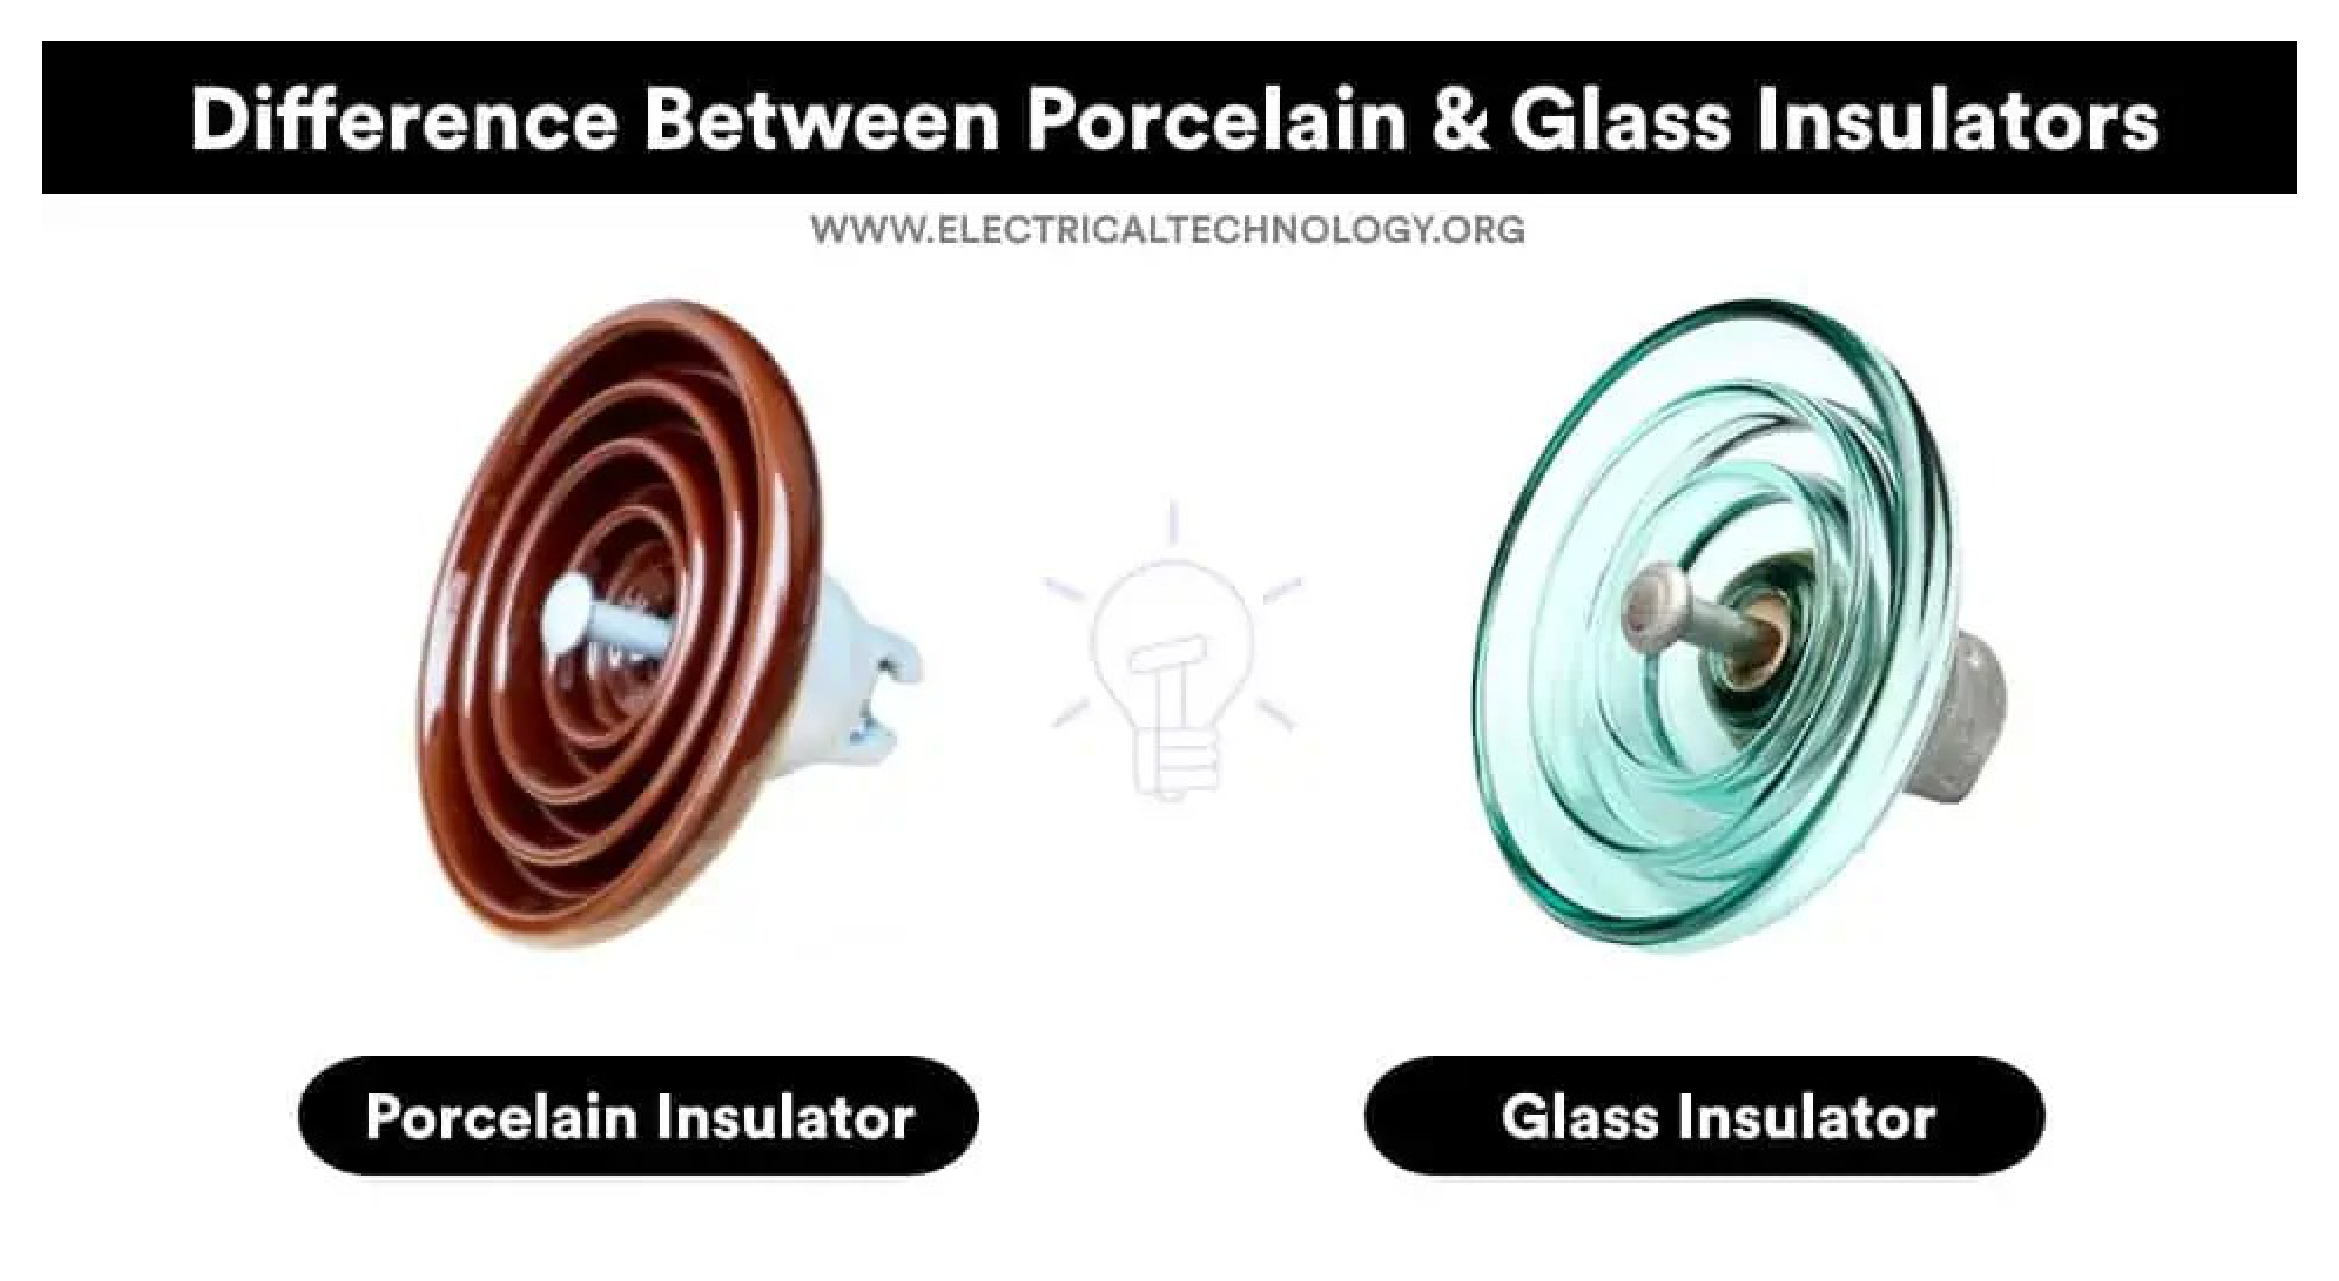 Difference Between Porcelain & Glass Insulators
WWW.ELECTRICALTECHNOLOGY.ORG
Porcelain Insulator
Glass Insulator